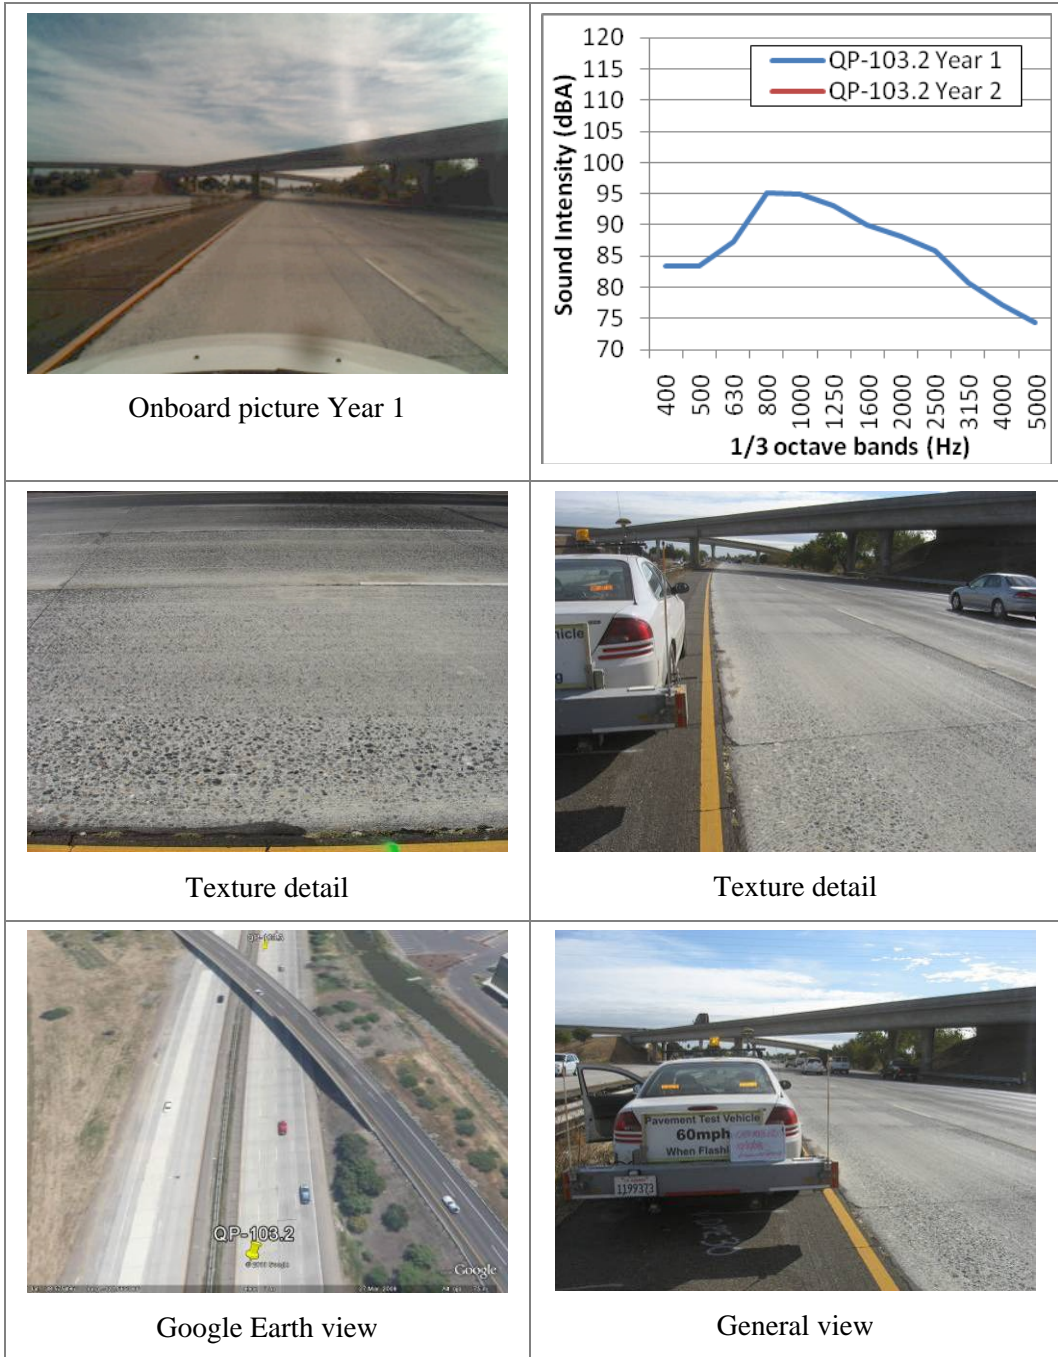 120
115
110
105
100
95
90
85
80
75
70
Sound Intensity (dBA)
QP-103.2 Year 1
QP-103.2 Year 2
400
500
630
800
1000
1250
1600
2000
2500
3150
4000
5000
1/3 octave bands (Hz)
Onboard picture Year 1
Texture detail
Texture detail
QP-103.2
Google
Google Earth view
Pavement Test Vehicle
60mph
When Flashi
1199373
General view